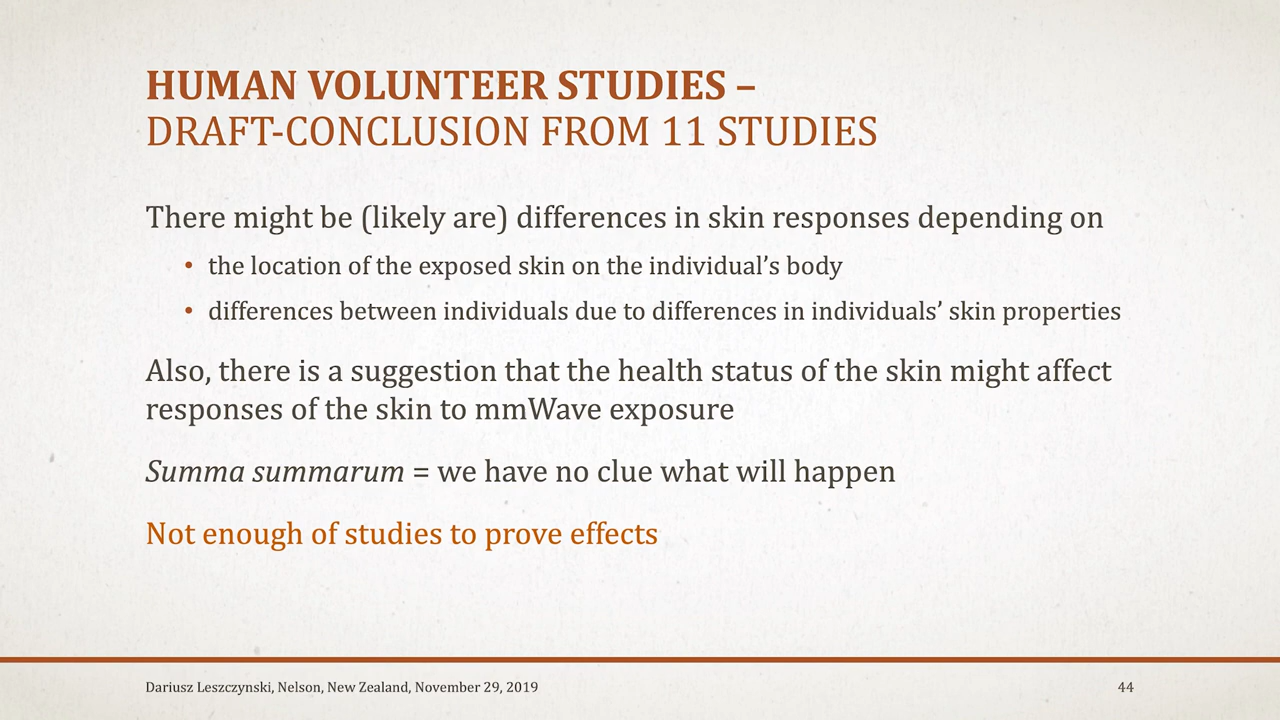 HUMAN VOLUNTEER STUDIES –
DRAFT-CONCLUSION FROM 11 STUDIES
There might be (likely are) differences in skin responses depending on
• the location of the exposed skin on the individual’s body
• differences between individuals due to differences in individuals’ skin properties
Also, there is a suggestion that the health status of the skin might affect
responses of the skin to mmWave exposure
Summa summarum = we have no clue what will happen
Not enough of studies to prove effects
Dariusz Leszczynski, Nelson, New Zealand, November 29, 2019
44